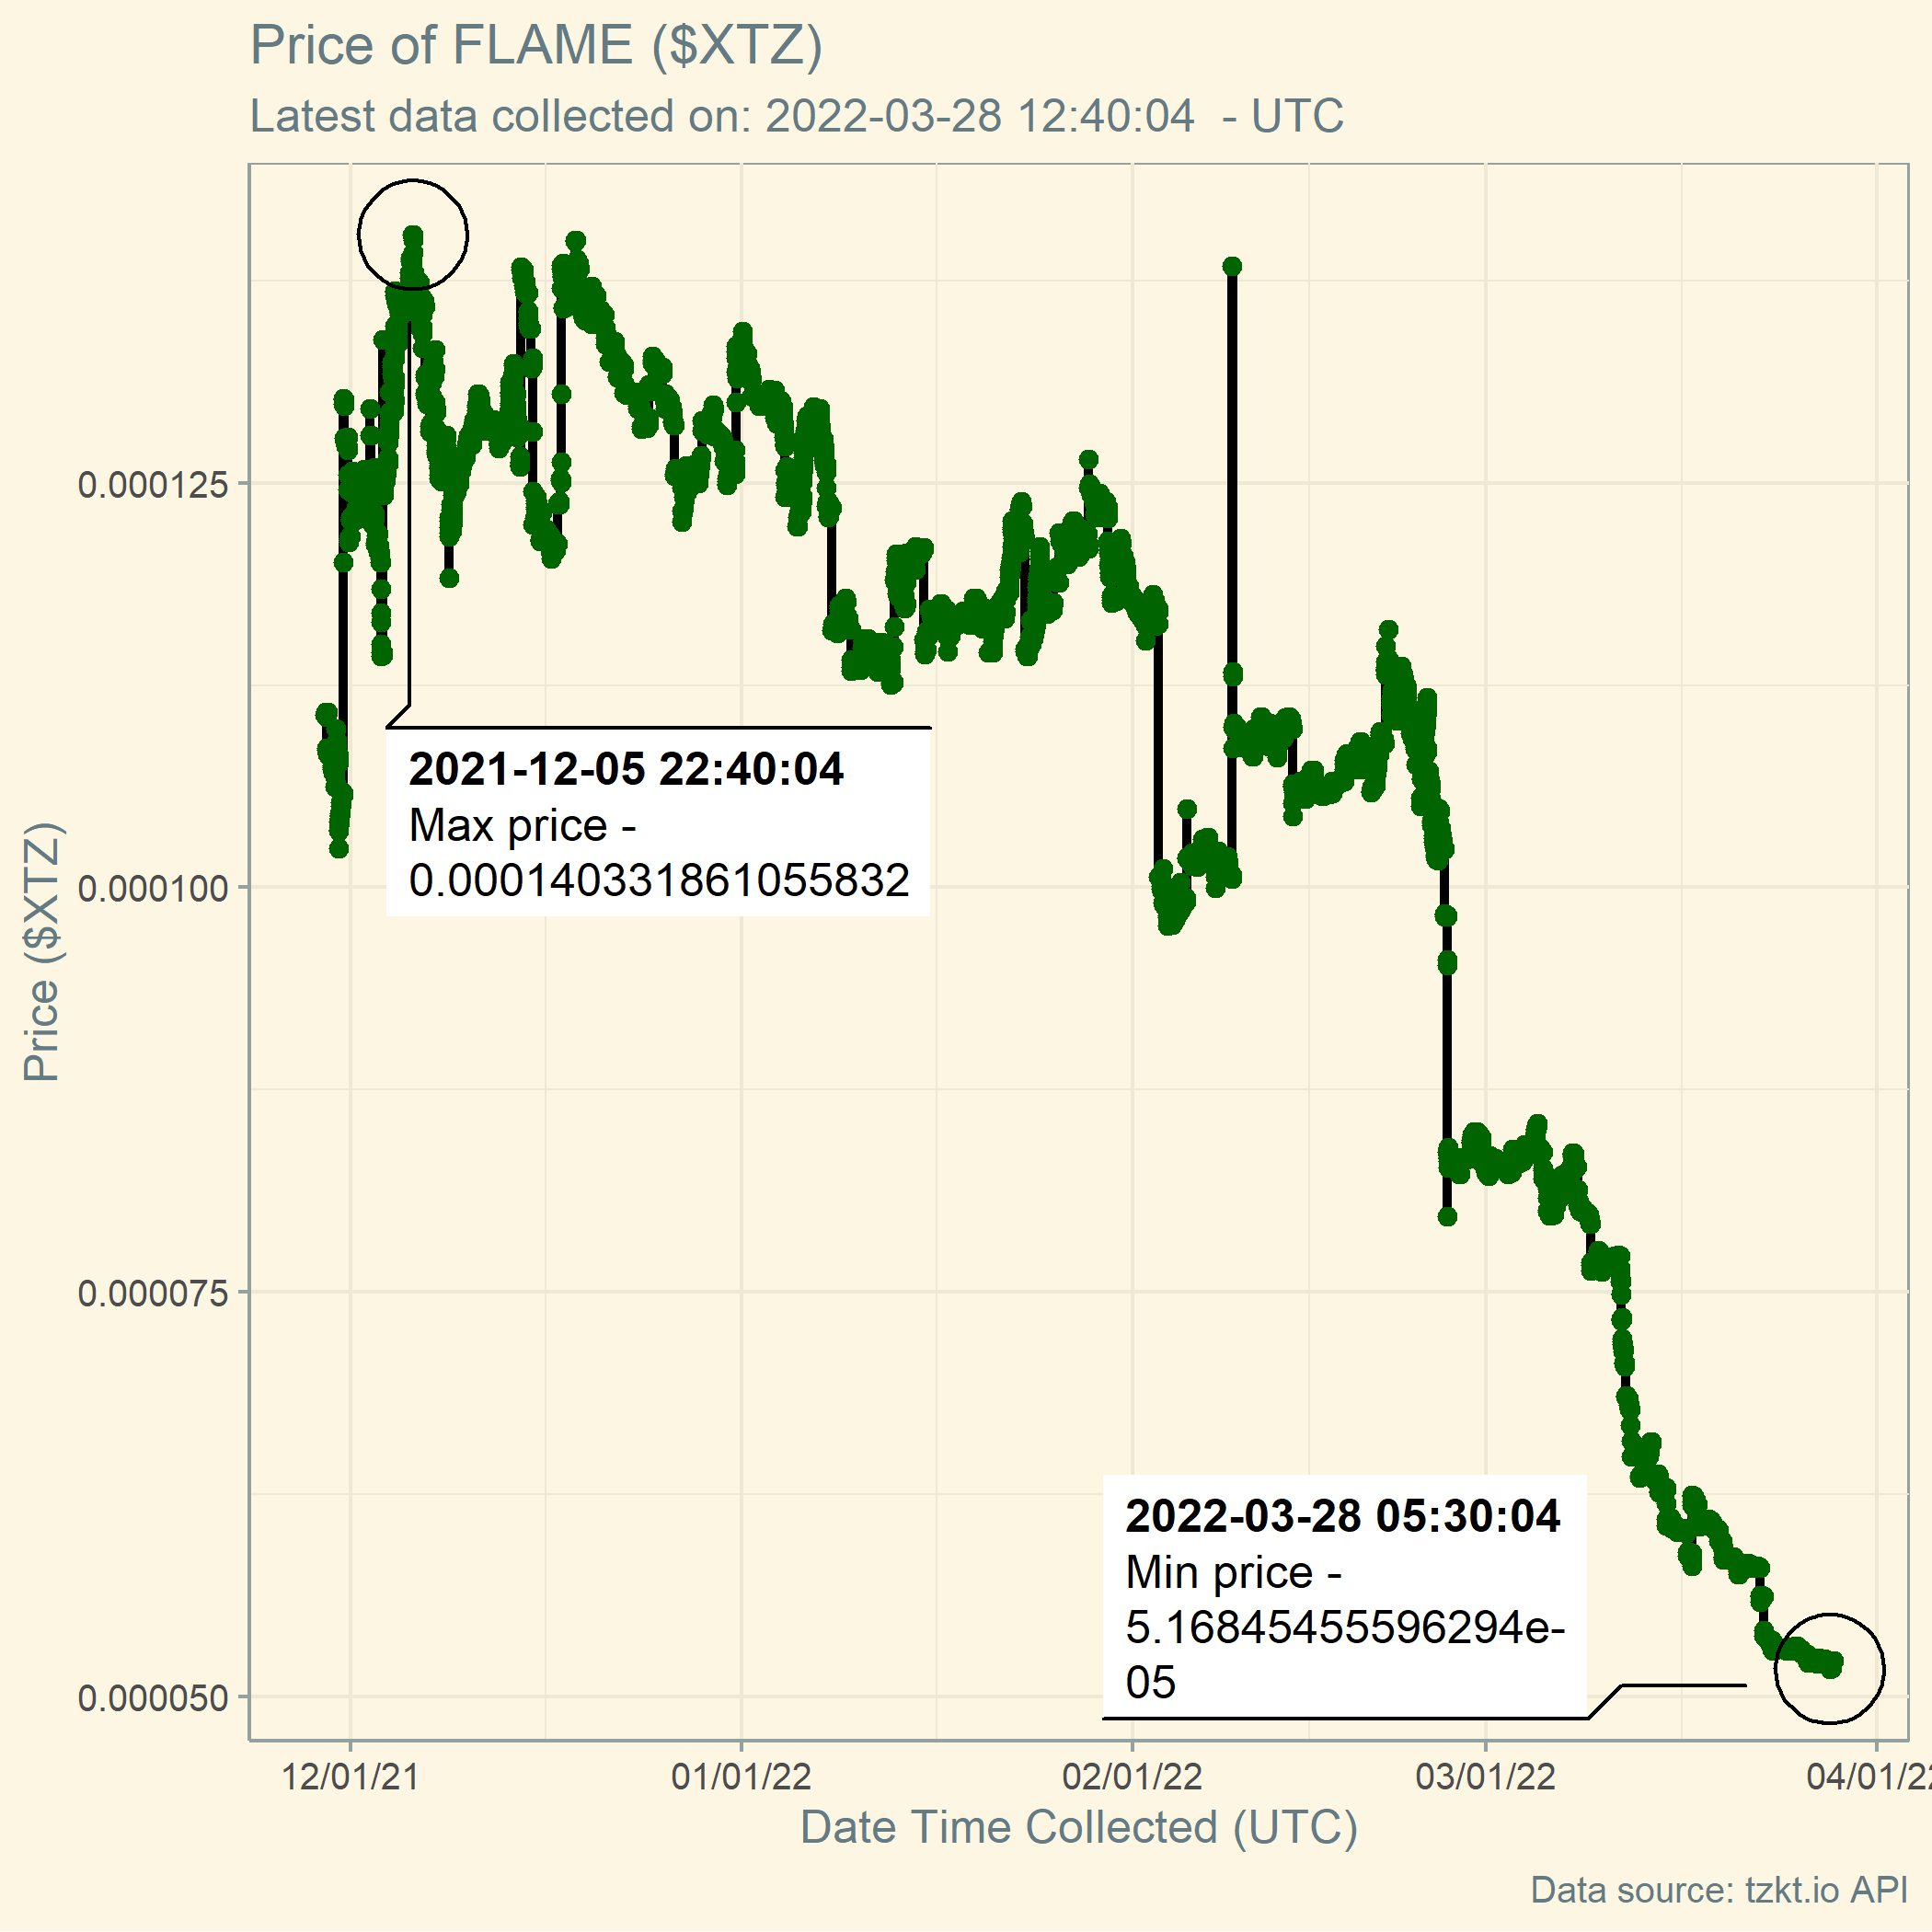 Price of FLAME ($XTZ)
Latest data collected on: 2022-03-28 12:40:04  - UTC
Price ($XTZ)
0.000125
0.000100
0.000075
0.000050
2021-12-05 22:40:04
Max price -
0.000140331861055832
2022-03-28 05:30:04
Min price -
5.16845455596294e-
05
12/01/21
01/01/22
02/01/22
03/01/22
04/01/22
Date Time Collected (UTC)
Data source: tzkt.io API